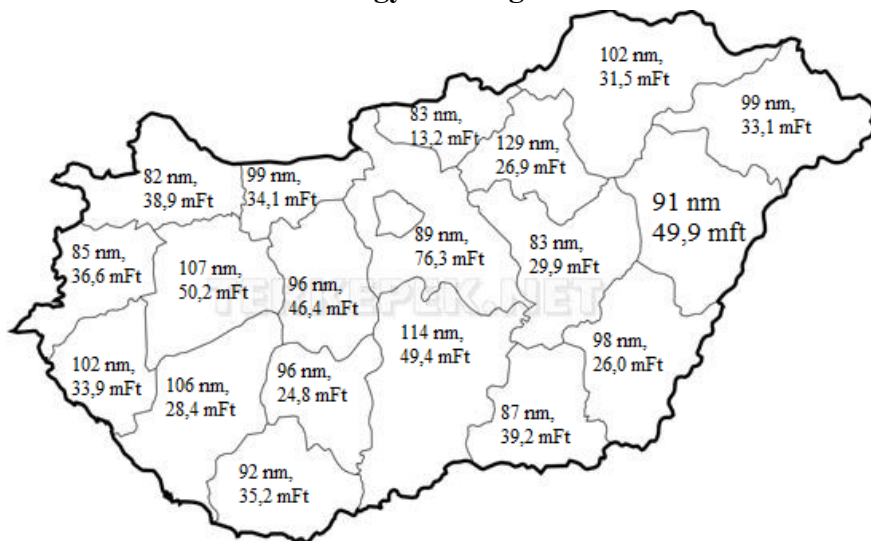 102 nm,
31,5 mFt
99 nm,
33,1 mFt
83 nm,
13,2 mFt
129 nm,
26,9 mFt
82 nm,
38,9 mFt
99 nm,
34,1 mFt
91 nm
49,9 mft
85 nm,
36,6 mFt
107 nm,
50,2 mFt
89 nm,
76,3 mFt
83 nm,
29,9 mFt
96 nm,
46,4 mFt
TERKEPEK.NET
114 nm,
49,4 mFt
98 nm,
26,0 mFt
102 nm,
33,9 mFt
106 nm,
28,4 mFt
96 nm,
24,8 mFt
87 nm,
39,2 mFt
92 nm,
35,2 mFt